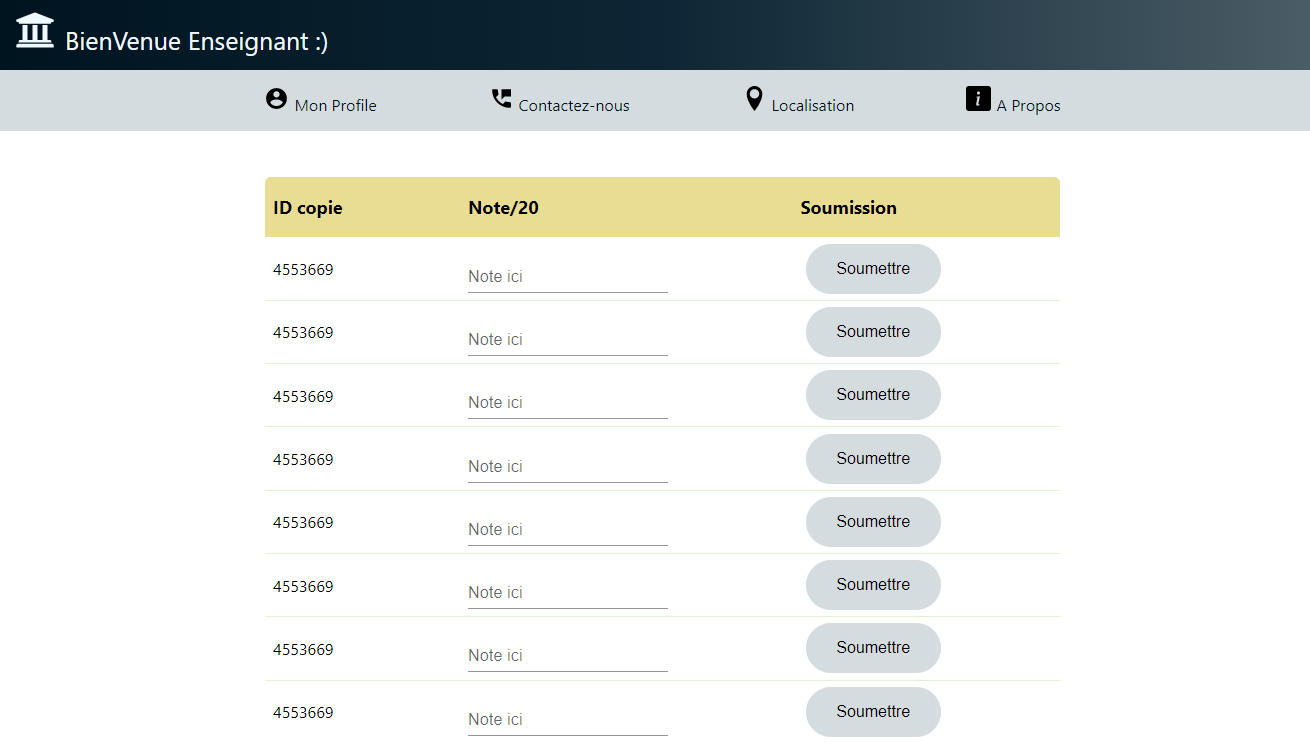 BienVenue Enseignant :)
Mon Profile Contactez-nous Localisation A Propos
ID copie Note/20 Soumission
4553669 Note ici Soumettre
4553669 Note ici Soumettre
4553669 Note ici Soumettre
4553669 Note ici Soumettre
4553669 Note ici Soumettre
4553669 Note ici Soumettre
4553669 Note ici Soumettre
4553669 Note ici Soumettre